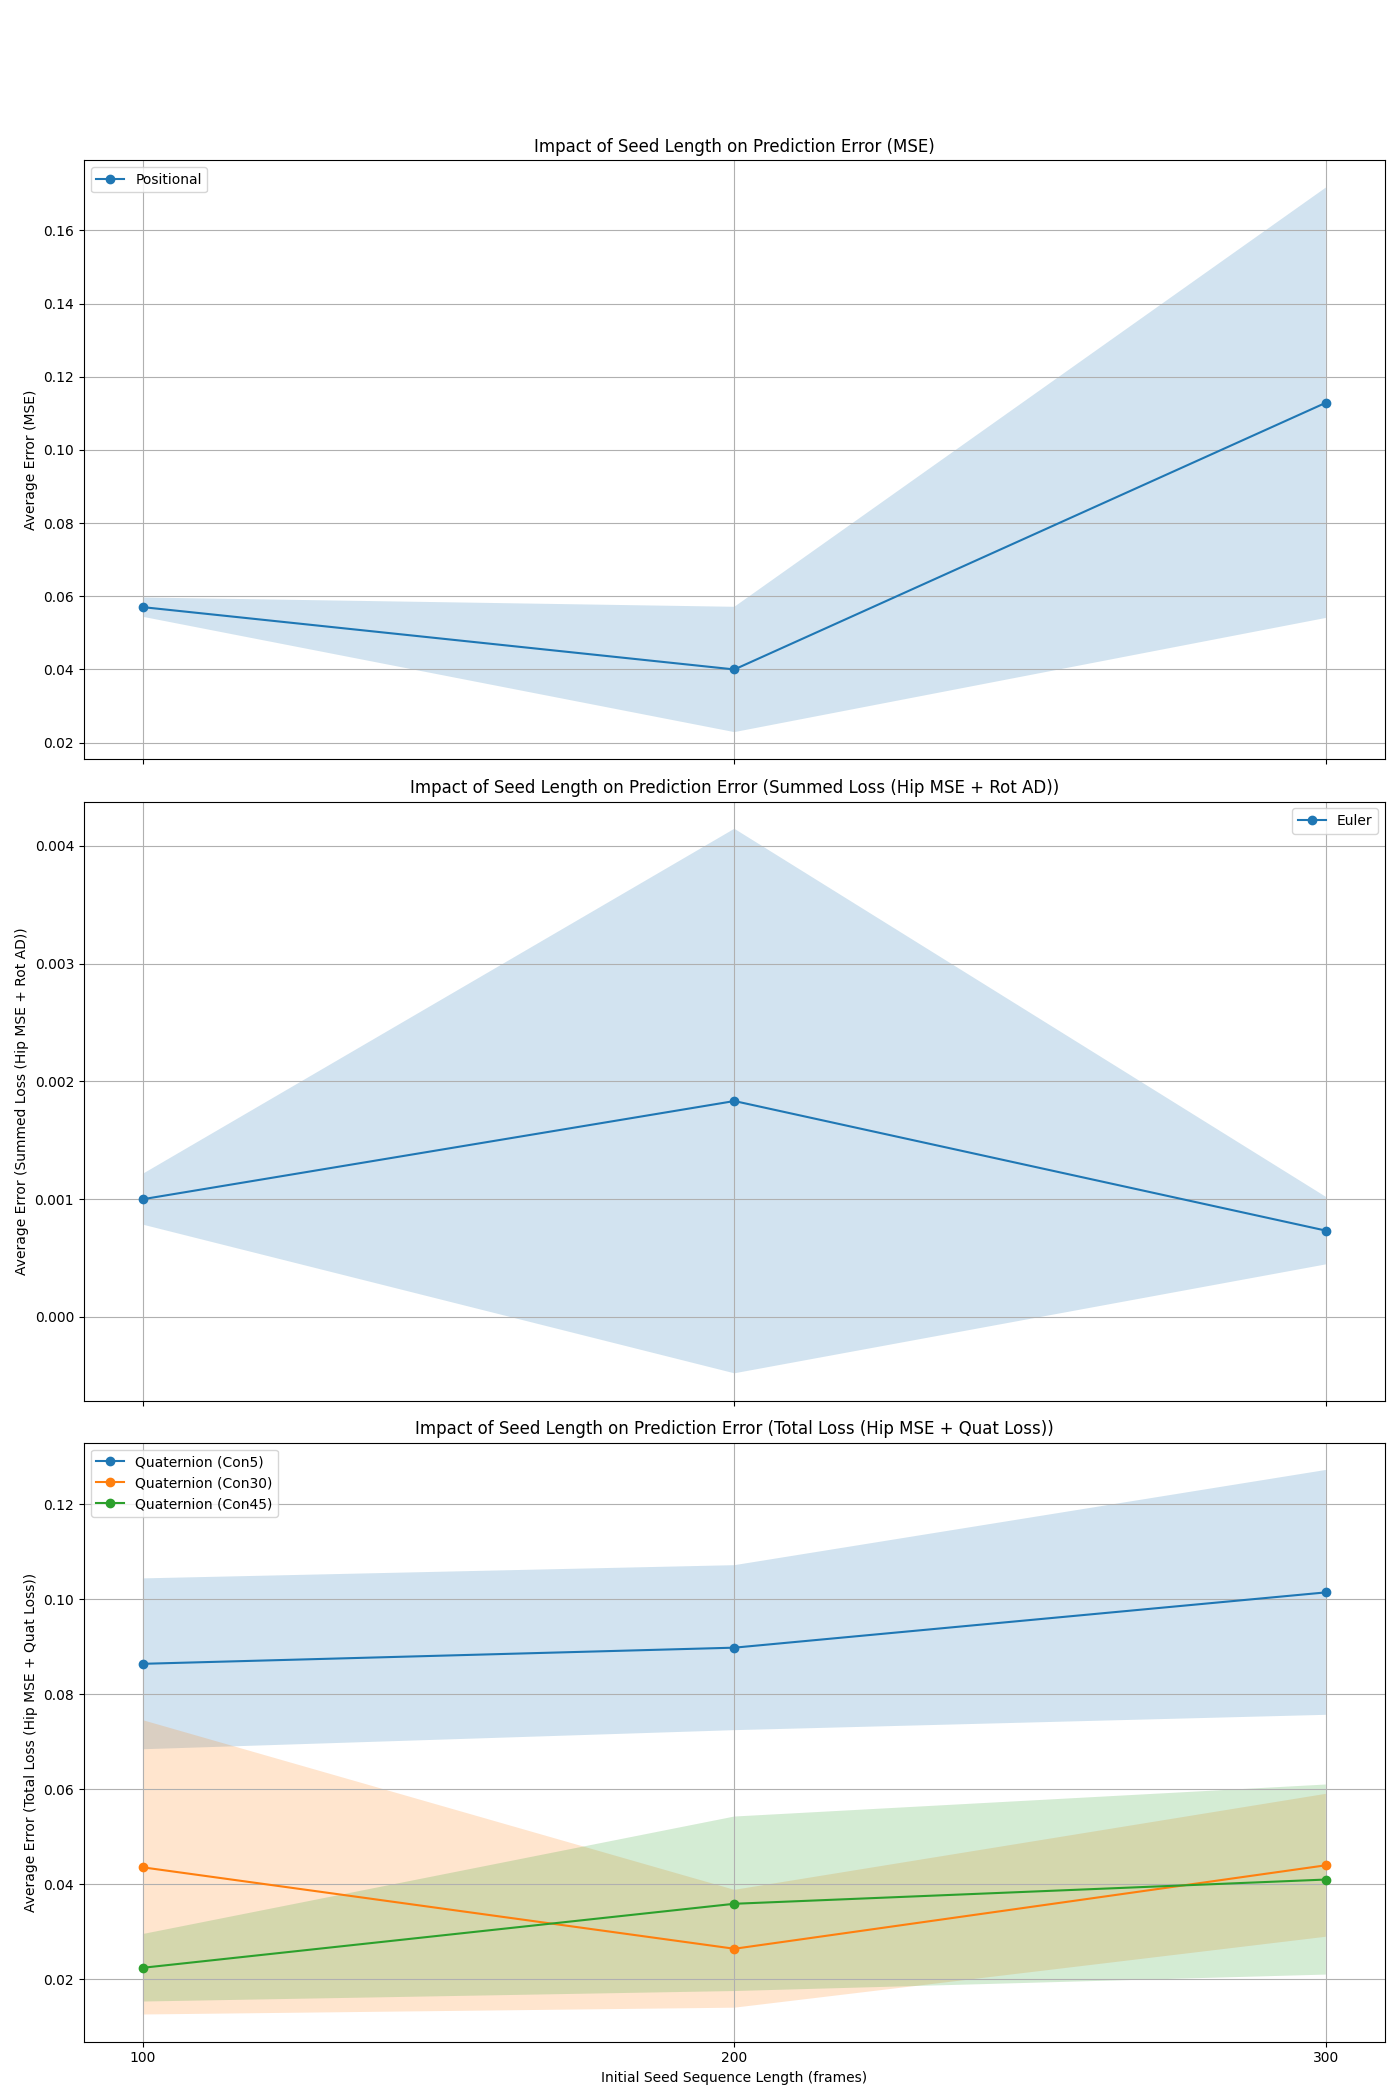 Impact of Seed Length on Prediction Error (MSE)
Positional
0.16
0.14
0.12
0.10
0.08
0.06
0.04
0.02
Average Error (MSE)
Impact of Seed Length on Prediction Error (Summed Loss (Hip MSE + Rot AD))
Euler
0.004
0.003
0.002
0.001
0.000
Average Error (Summed Loss (Hip MSE + Rot AD))
Impact of Seed Length on Prediction Error (Total Loss (Hip MSE + Quat Loss))
Quaternion (Con5)
Quaternion (Con30)
Quaternion (Con45)
0.12
0.10
0.08
0.06
0.04
0.02
Average Error (Total Loss (Hip MSE + Quat Loss))
100
200
300
Initial Seed Sequence Length (frames)